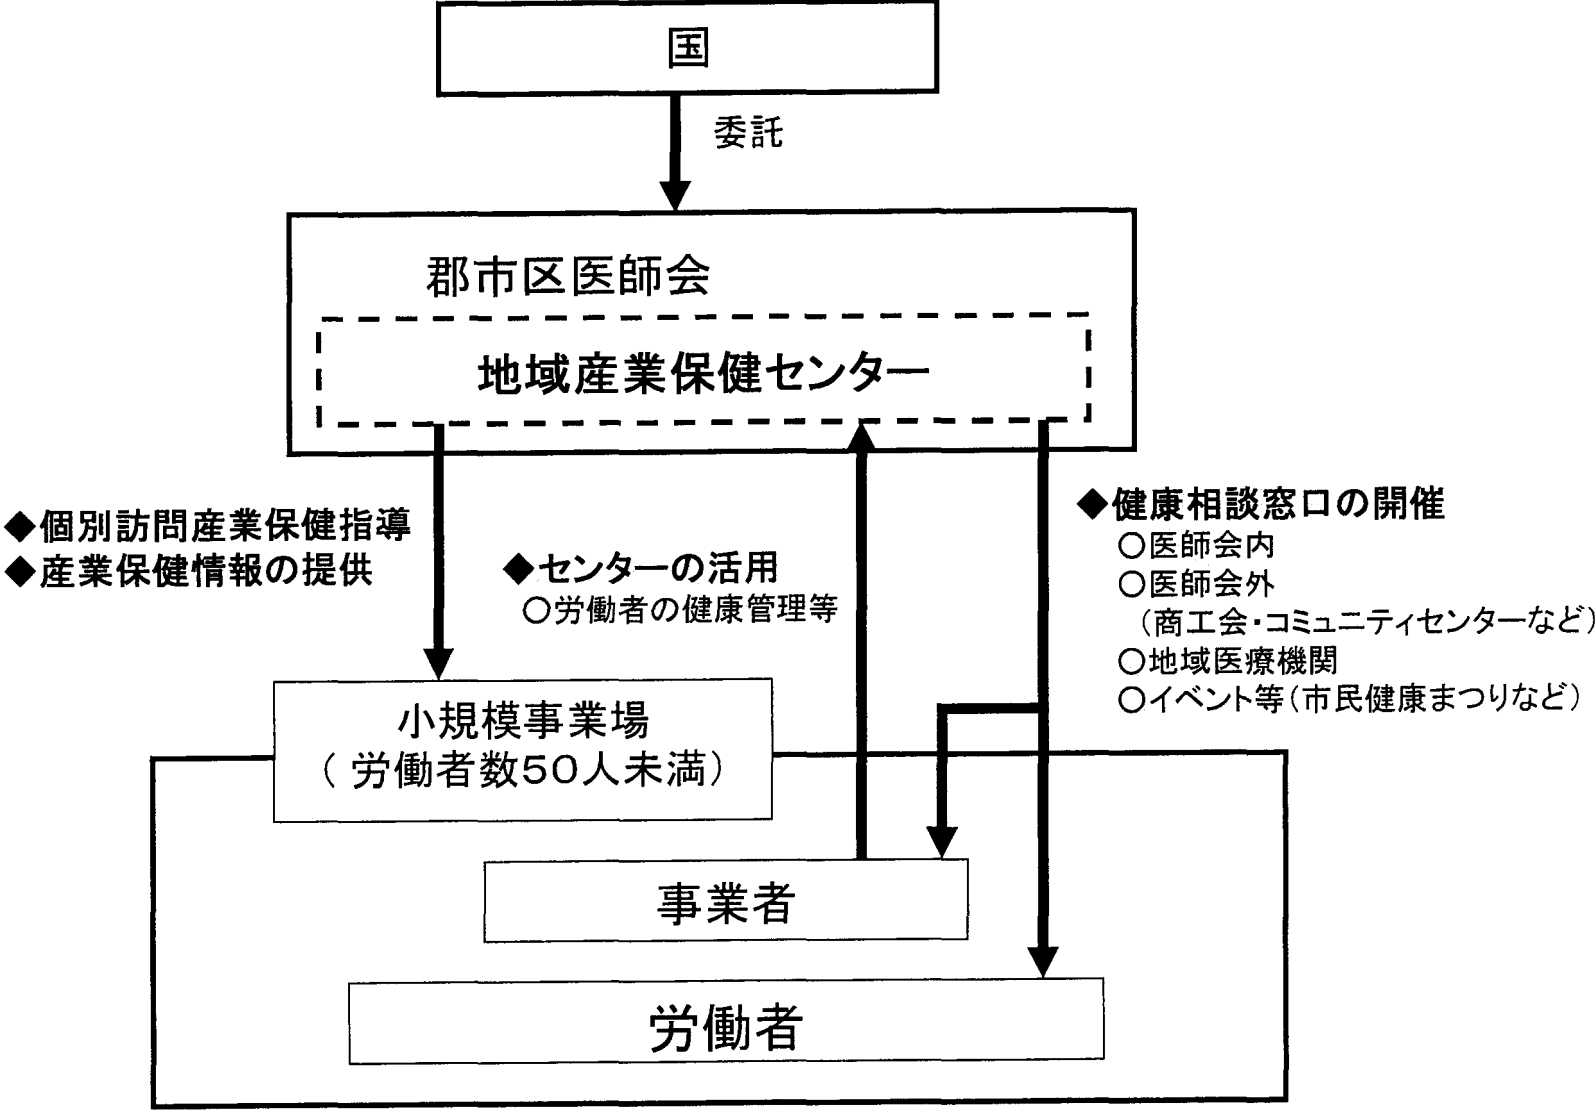 国
委託
郡市区医師会
地域産業保健センター
◆個別訪問産業保健指導
◆産業保健情報の提供
◆センターの活用
○労働者の健康管理等
◆健康相談窓口の開催
○医師会内
○医師会外
（商工会・コミュニティセンターなど）
○地域医療機関
○イベント等（市民健康まつりなど）
小規模事業場
（ 労働者数５０人未満）
事業者
労働者